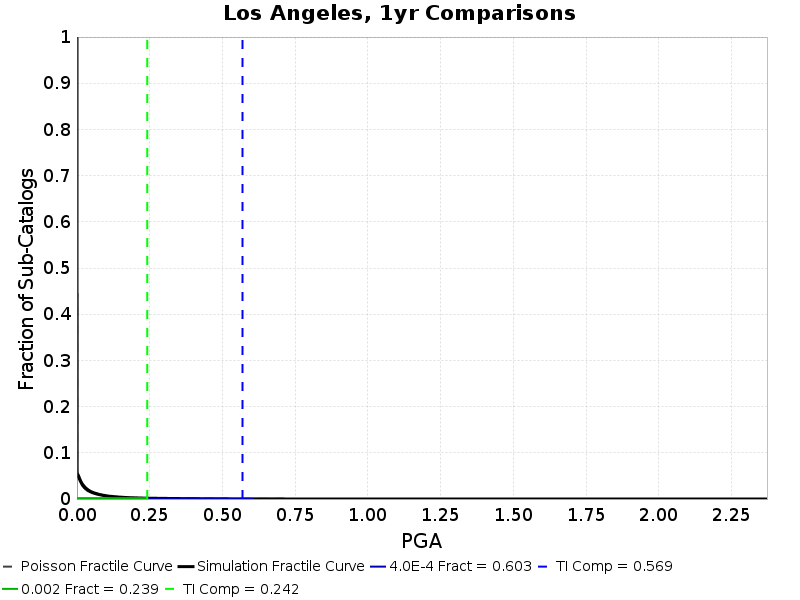 Los Angeles, 1yr Comparisons
Fraction of Sub-Catalogs
1
0.9
0.8
0.7
0.6
0.5
0.4
0.3
0.2
0.1
0
0.00 0.25 0.50 0.75 1.00 1.25 1.50 1.75 2.00 2.25
PGA
Poisson Fractile Curve Simulation Fractile Curve 4.0E-4 Fract = 0.603 TI Comp = 0.569
0.002 Fract = 0.239 TI Comp = 0.242